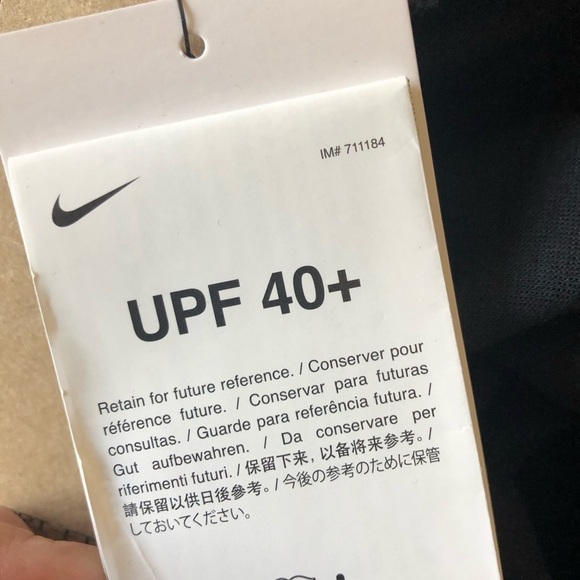 IM# 711184
UPF 40+
Retain for future reference. / Conserver pour
référence future. / Conservar para futuras
consultas. / Guarde para referência futura. /
Gut aufbewahren. / Da conservare per
riferimenti futuri. / 保留下来，以备将来参考。/
請保留以供日後參考。/ 今後の参考のために保管
しておいてください。